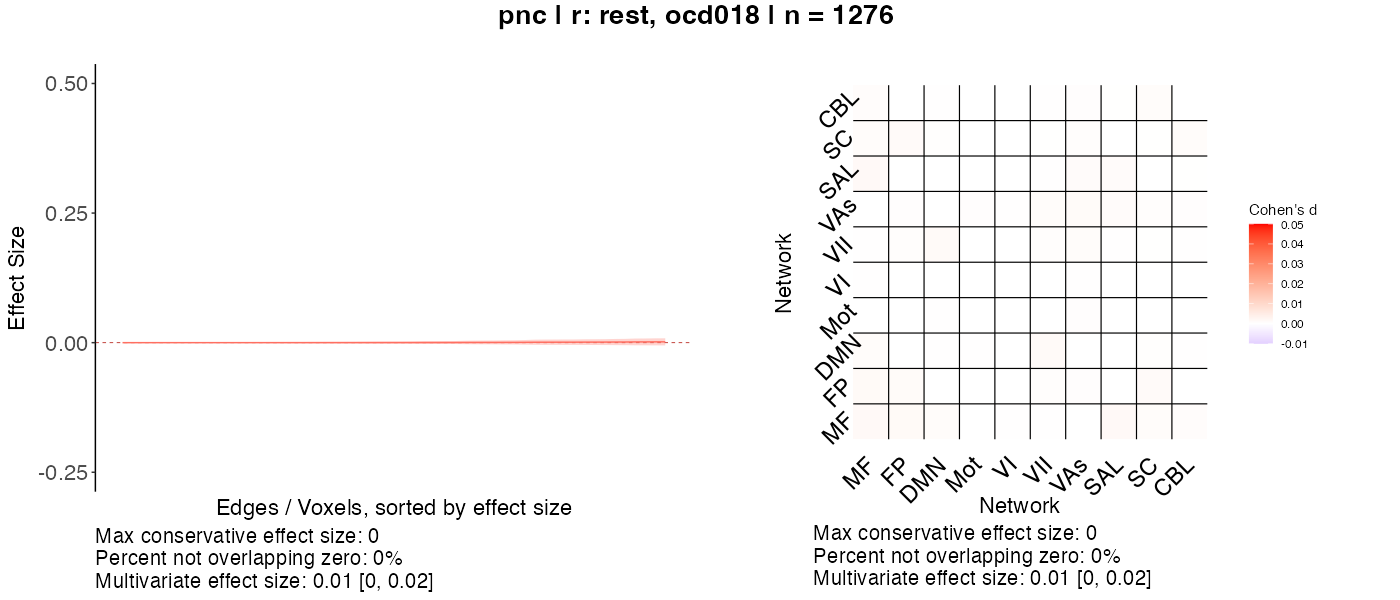 pnc | r: rest, ocd018 | n = 1276
0.50
0.25
0.00
-0.25
Effect Size
Edges / Voxels, sorted by effect size
Max conservative effect size: 0
Percent not overlapping zero: 0%
Multivariate effect size: 0.01 [0, 0.02]
Network
CBL
SC
SAL
VAs
VII
VI
Mot
DMN
FP
MF
MF
FP
DMN
Mot
VI
VII
VAs
SAL
SC
CBL
Network
Max conservative effect size: 0
Percent not overlapping zero: 0%
Multivariate effect size: 0.01 [0, 0.02]
Cohen's d
0.05
0.04
0.03
0.02
0.01
0.00
-0.01